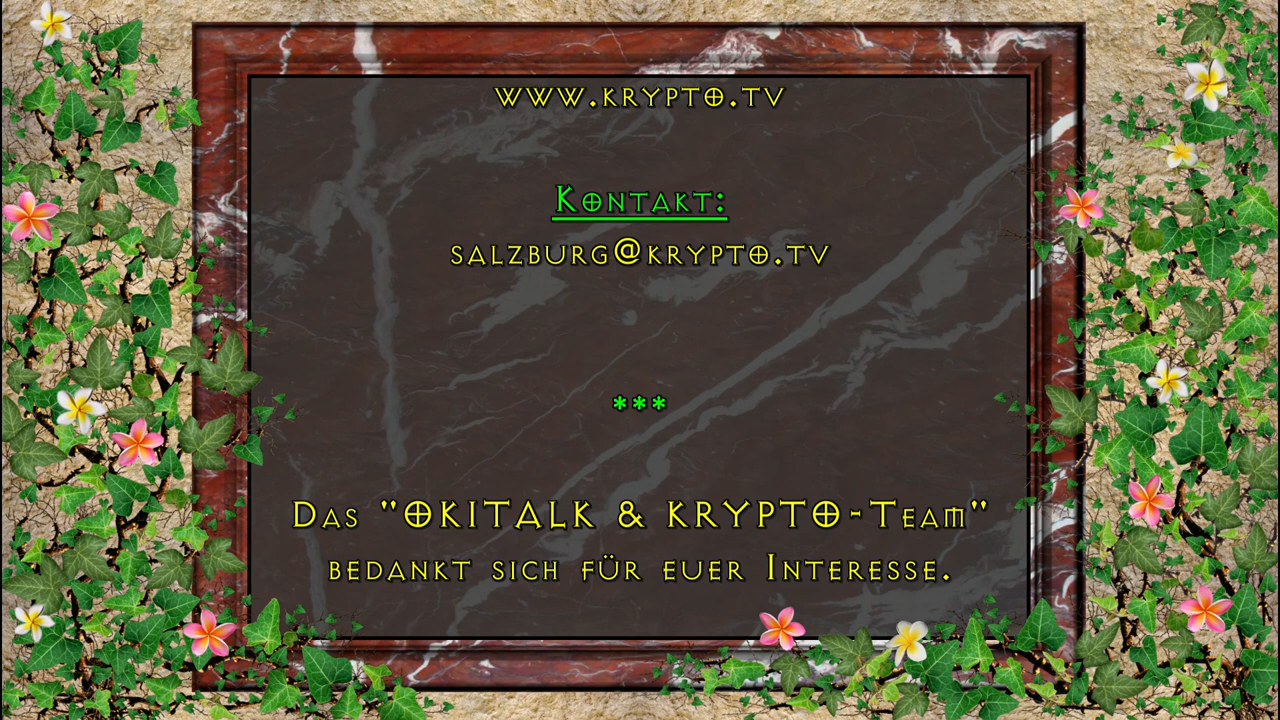 www.krypto.tv
Kontakt:
salzburg@krypto.tv
***
Das "OKITALK & KRYPTO-Team"
bedankt sich für euer Interesse.